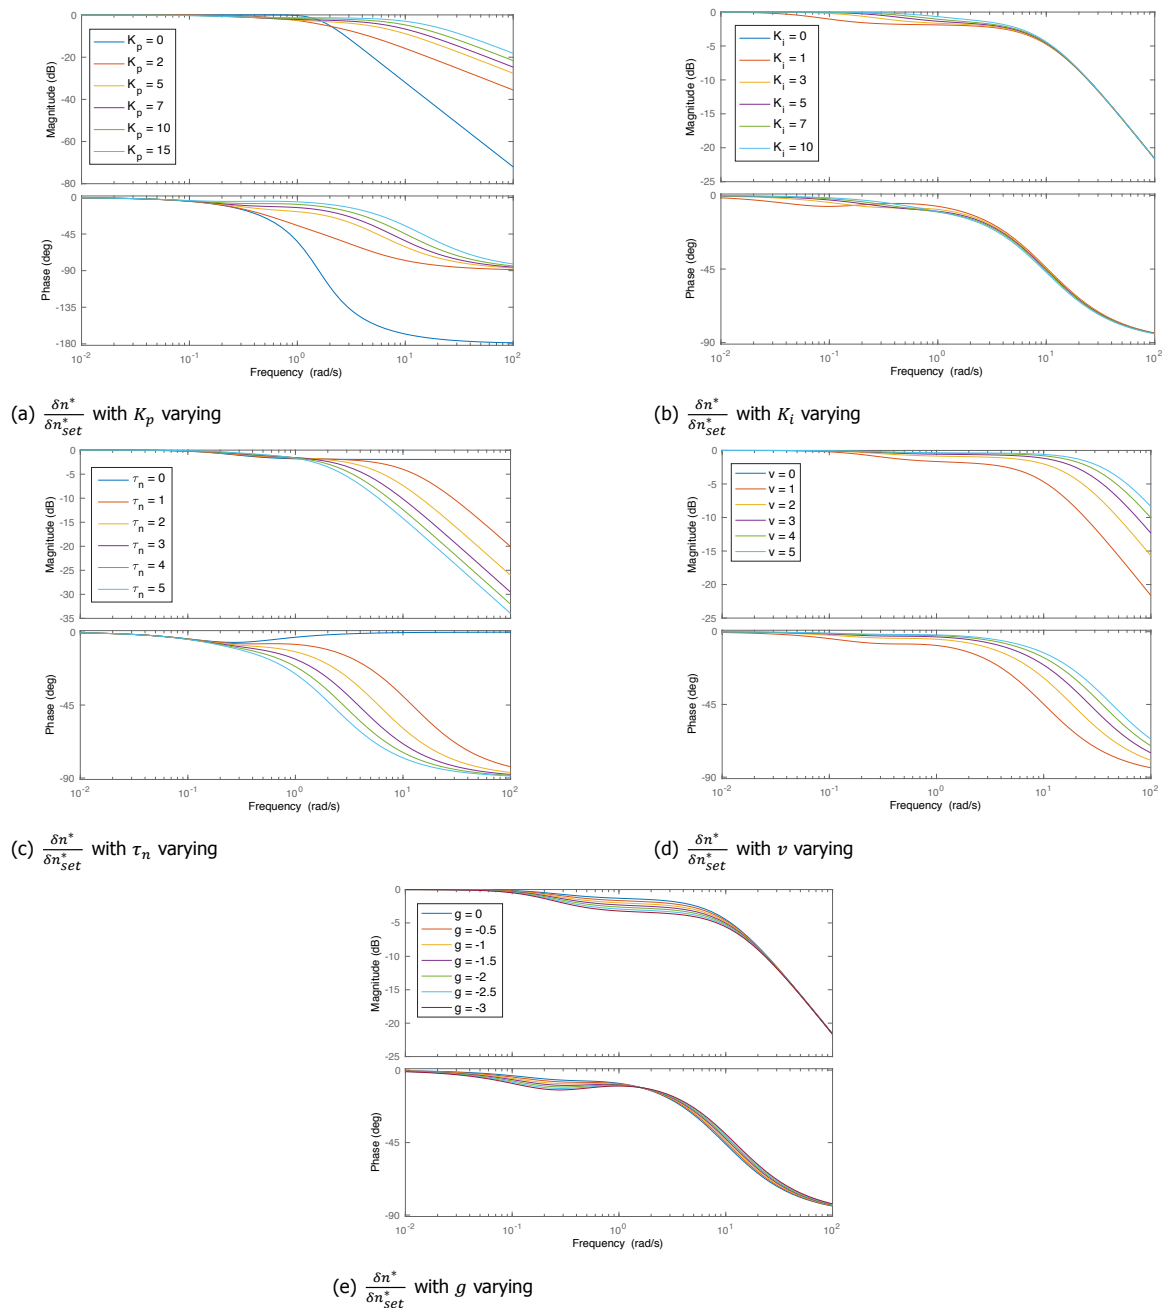 0
-20
-40
-60
-80
Magnitude (dB)
K_p = 0
K_p = 2
K_p = 5
K_p = 7
K_p = 10
K_p = 15
0
-45
-90
-135
-180
Phase (deg)
10^-2 10^-1 10^0 10^1 10^2
Frequency (rad/s)
(a) δn*/δn*_set with K_p varying
0
-5
-10
-15
-20
-25
Magnitude (dB)
K_i = 0
K_i = 1
K_i = 3
K_i = 5
K_i = 7
K_i = 10
0
-45
-90
Phase (deg)
10^-2 10^-1 10^0 10^1 10^2
Frequency (rad/s)
(b) δn*/δn*_set with K_i varying
0
-5
-10
-15
-20
-25
-30
-35
Magnitude (dB)
τ_n = 0
τ_n = 1
τ_n = 2
τ_n = 3
τ_n = 4
τ_n = 5
0
-45
-90
Phase (deg)
10^-2 10^-1 10^0 10^1 10^2
Frequency (rad/s)
(c) δn*/δn*_set with τ_n varying
0
-5
-10
-15
-20
-25
Magnitude (dB)
v = 0
v = 1
v = 2
v = 3
v = 4
v = 5
0
-45
-90
Phase (deg)
10^-2 10^-1 10^0 10^1 10^2
Frequency (rad/s)
(d) δn*/δn*_set with v varying
0
-5
-10
-15
-20
-25
Magnitude (dB)
g = 0
g = -0.5
g = -1
g = -1.5
g = -2
g = -2.5
g = -3
0
-45
-90
Phase (deg)
10^-2 10^-1 10^0 10^1 10^2
Frequency (rad/s)
(e) δn*/δn*_set with g varying